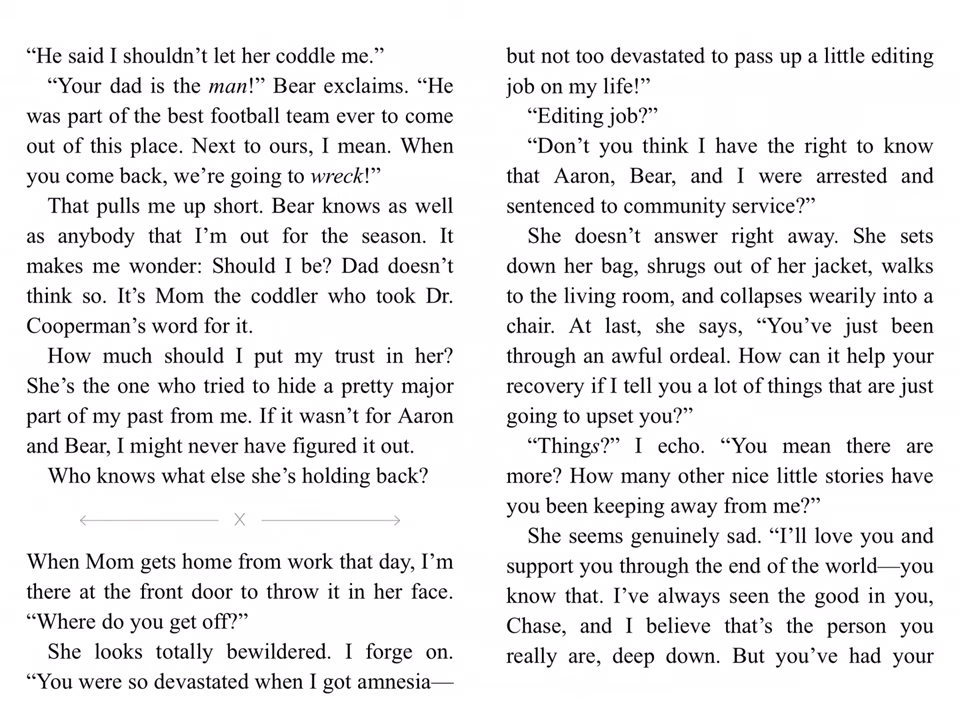 “He said I shouldn’t let her coddle me.”
“Your dad is the man!” Bear exclaims. “He
was part of the best football team ever to come
out of this place. Next to ours, I mean. When
you come back, we’re going to wreck!”
That pulls me up short. Bear knows as well
as anybody that I’m out for the season. It
makes me wonder: Should I be? Dad doesn’t
think so. It’s Mom the coddler who took Dr.
Cooperman’s word for it.
How much should I put my trust in her?
She’s the one who tried to hide a pretty major
part of my past from me. If it wasn’t for Aaron
and Bear, I might never have figured it out.
Who knows what else she’s holding back?
X
When Mom gets home from work that day, I’m
there at the front door to throw it in her face.
“Where do you get off?”
She looks totally bewildered. I forge on.
“You were so devastated when I got amnesia—
but not too devastated to pass up a little editing
job on my life!”
“Editing job?”
“Don’t you think I have the right to know
that Aaron, Bear, and I were arrested and
sentenced to community service?”
She doesn’t answer right away. She sets
down her bag, shrugs out of her jacket, walks
to the living room, and collapses wearily into a
chair. At last, she says, “You’ve just been
through an awful ordeal. How can it help your
recovery if I tell you a lot of things that are just
going to upset you?”
“Things?” I echo. “You mean there are
more? How many other nice little stories have
you been keeping away from me?”
She seems genuinely sad. “I’ll love you and
support you through the end of the world—you
know that. I’ve always seen the good in you,
Chase, and I believe that’s the person you
really are, deep down. But you’ve had your